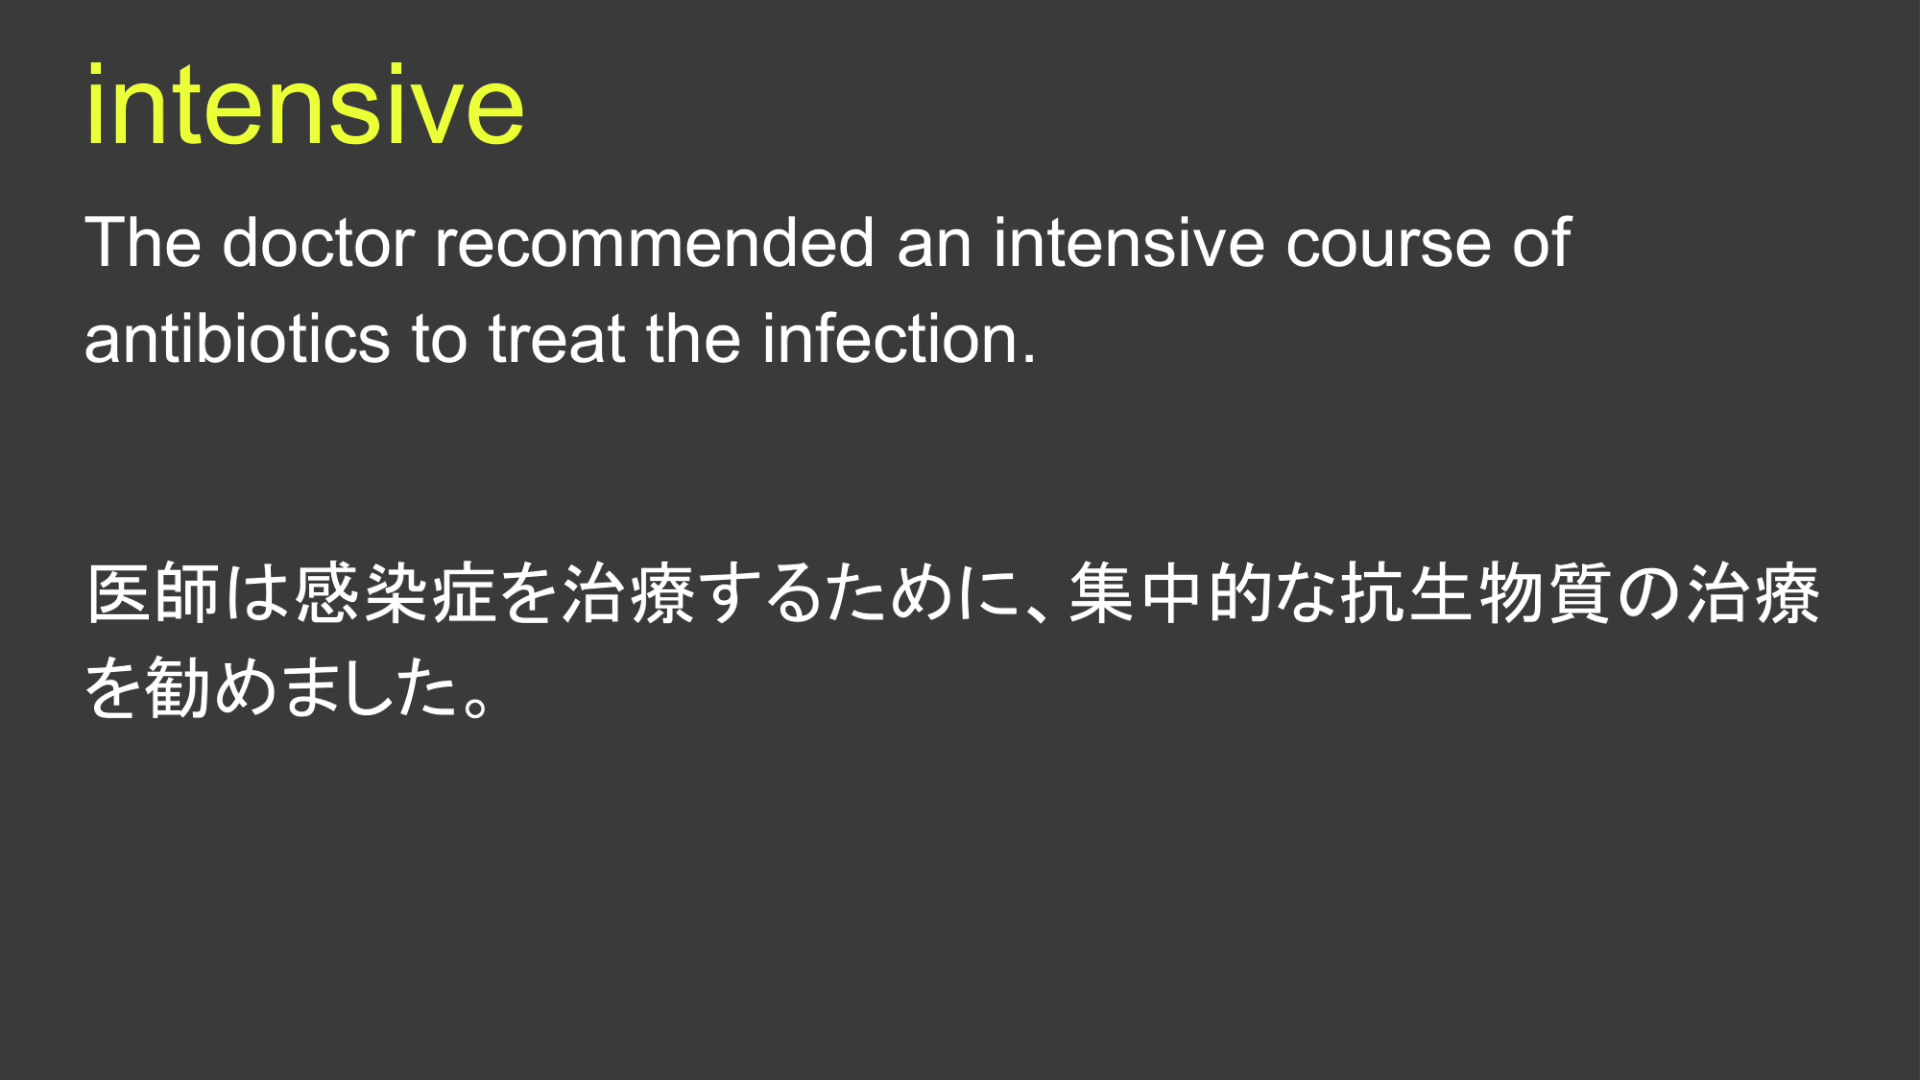 intensive
The doctor recommended an intensive course of
antibiotics to treat the infection.
医師は感染症を治療するために、集中的な抗生物質の治療
を勧めました。